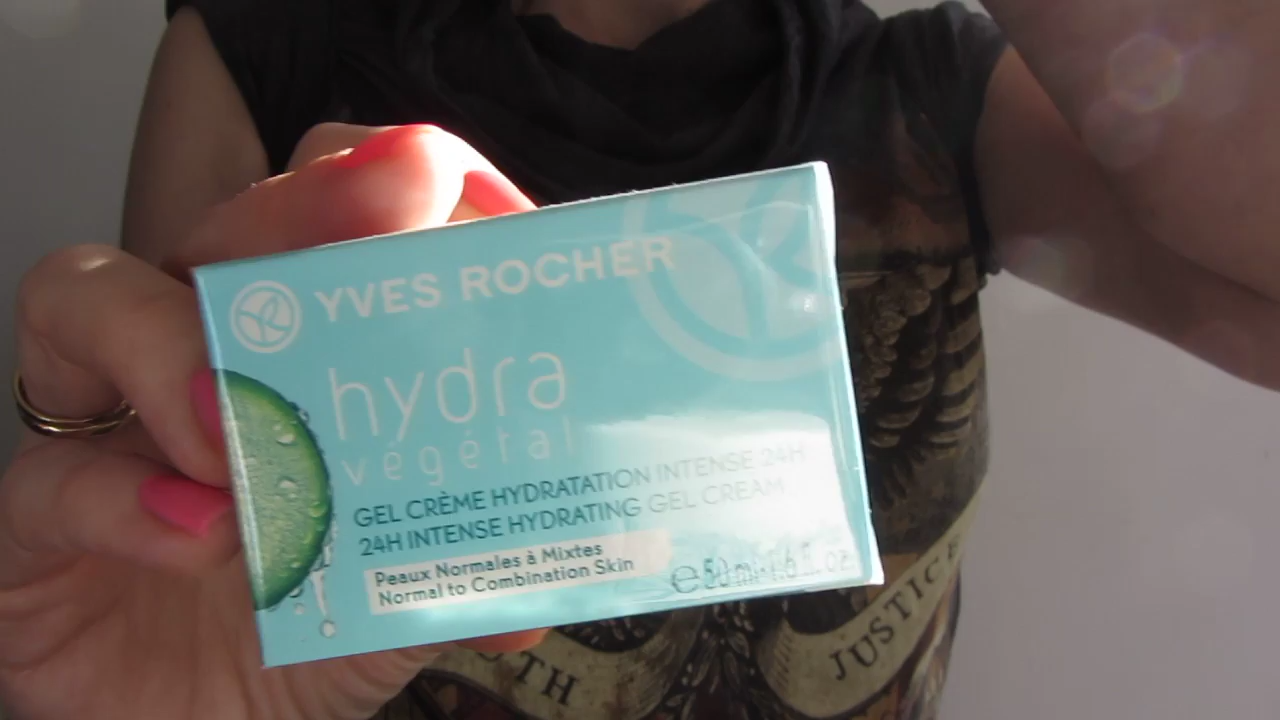 YVES ROCHER
hydra
végétal
GEL CRÈME HYDRATATION INTENSE 24H
24H INTENSE HYDRATING GEL CREAM
Peaux Normales à Mixtes
Normal to Combination Skin
℮ 50 ml·1.6 fl. oz
JUSTICE